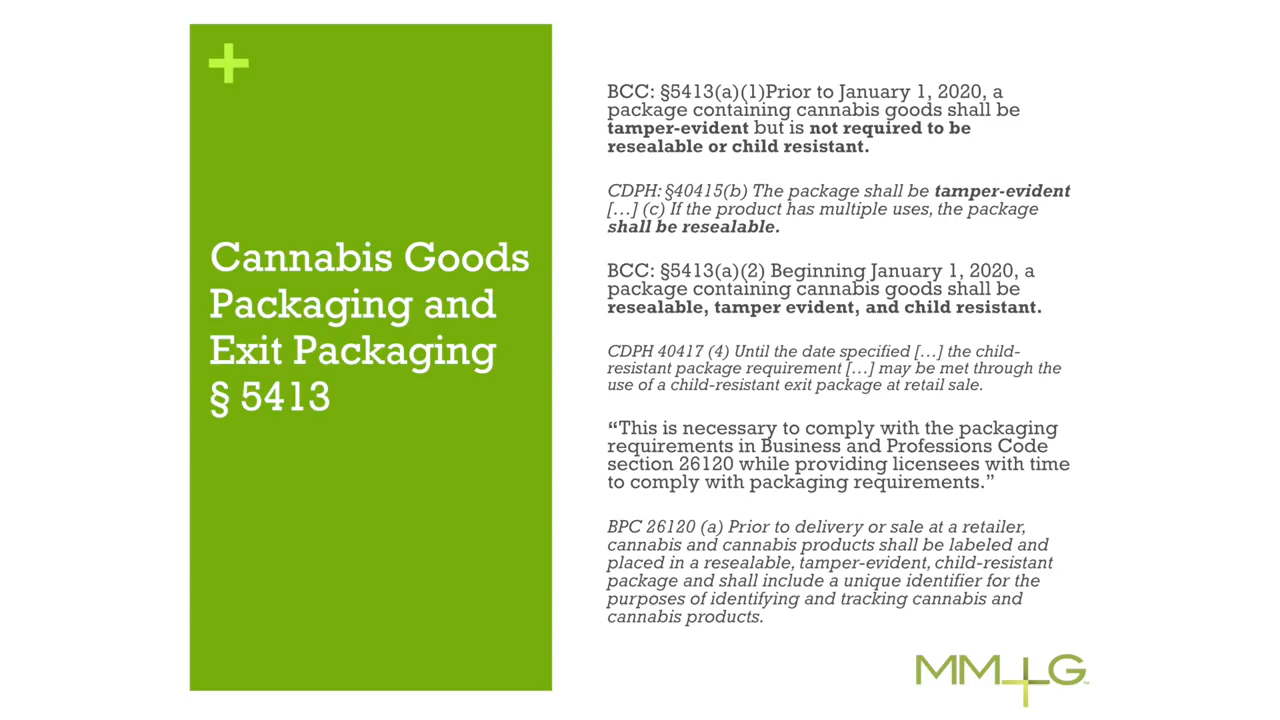 +
Cannabis Goods
Packaging and
Exit Packaging
§ 5413
BCC: §5413(a)(1)Prior to January 1, 2020, a
package containing cannabis goods shall be
tamper-evident but is not required to be
resealable or child resistant.
CDPH: §40415(b) The package shall be tamper-evident
[…] (c) If the product has multiple uses, the package
shall be resealable.
BCC: §5413(a)(2) Beginning January 1, 2020, a
package containing cannabis goods shall be
resealable, tamper evident, and child resistant.
CDPH 40417 (4) Until the date specified […] the child-
resistant package requirement […] may be met through the
use of a child-resistant exit package at retail sale.
“This is necessary to comply with the packaging
requirements in Business and Professions Code
section 26120 while providing licensees with time
to comply with packaging requirements.”
BPC 26120 (a) Prior to delivery or sale at a retailer,
cannabis and cannabis products shall be labeled and
placed in a resealable, tamper-evident, child-resistant
package and shall include a unique identifier for the
purposes of identifying and tracking cannabis and
cannabis products.
MM+G™